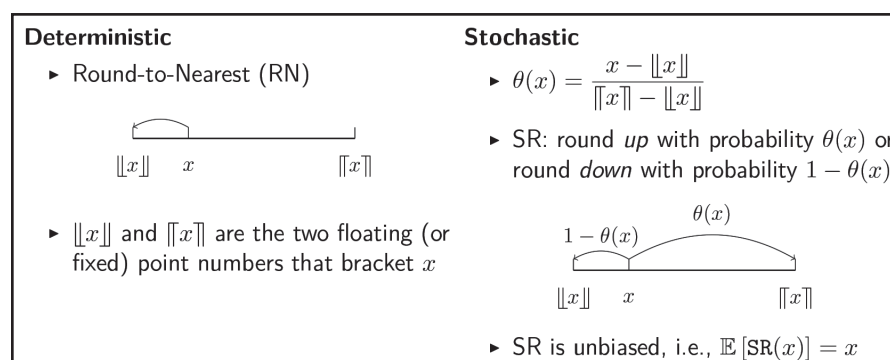 Deterministic
▸ Round-to-Nearest (RN)
⌊⌊x⌋⌋ x ⌈⌈x⌉⌉
▸ ⌊⌊x⌋⌋ and ⌈⌈x⌉⌉ are the two floating (or
fixed) point numbers that bracket x
Stochastic
▸ θ(x) = (x − ⌊⌊x⌋⌋) / (⌈⌈x⌉⌉ − ⌊⌊x⌋⌋)
▸ SR: round up with probability θ(x) or
round down with probability 1 − θ(x)
θ(x)
1 − θ(x)
⌊⌊x⌋⌋ x ⌈⌈x⌉⌉
▸ SR is unbiased, i.e., 𝔼 [SR(x)] = x